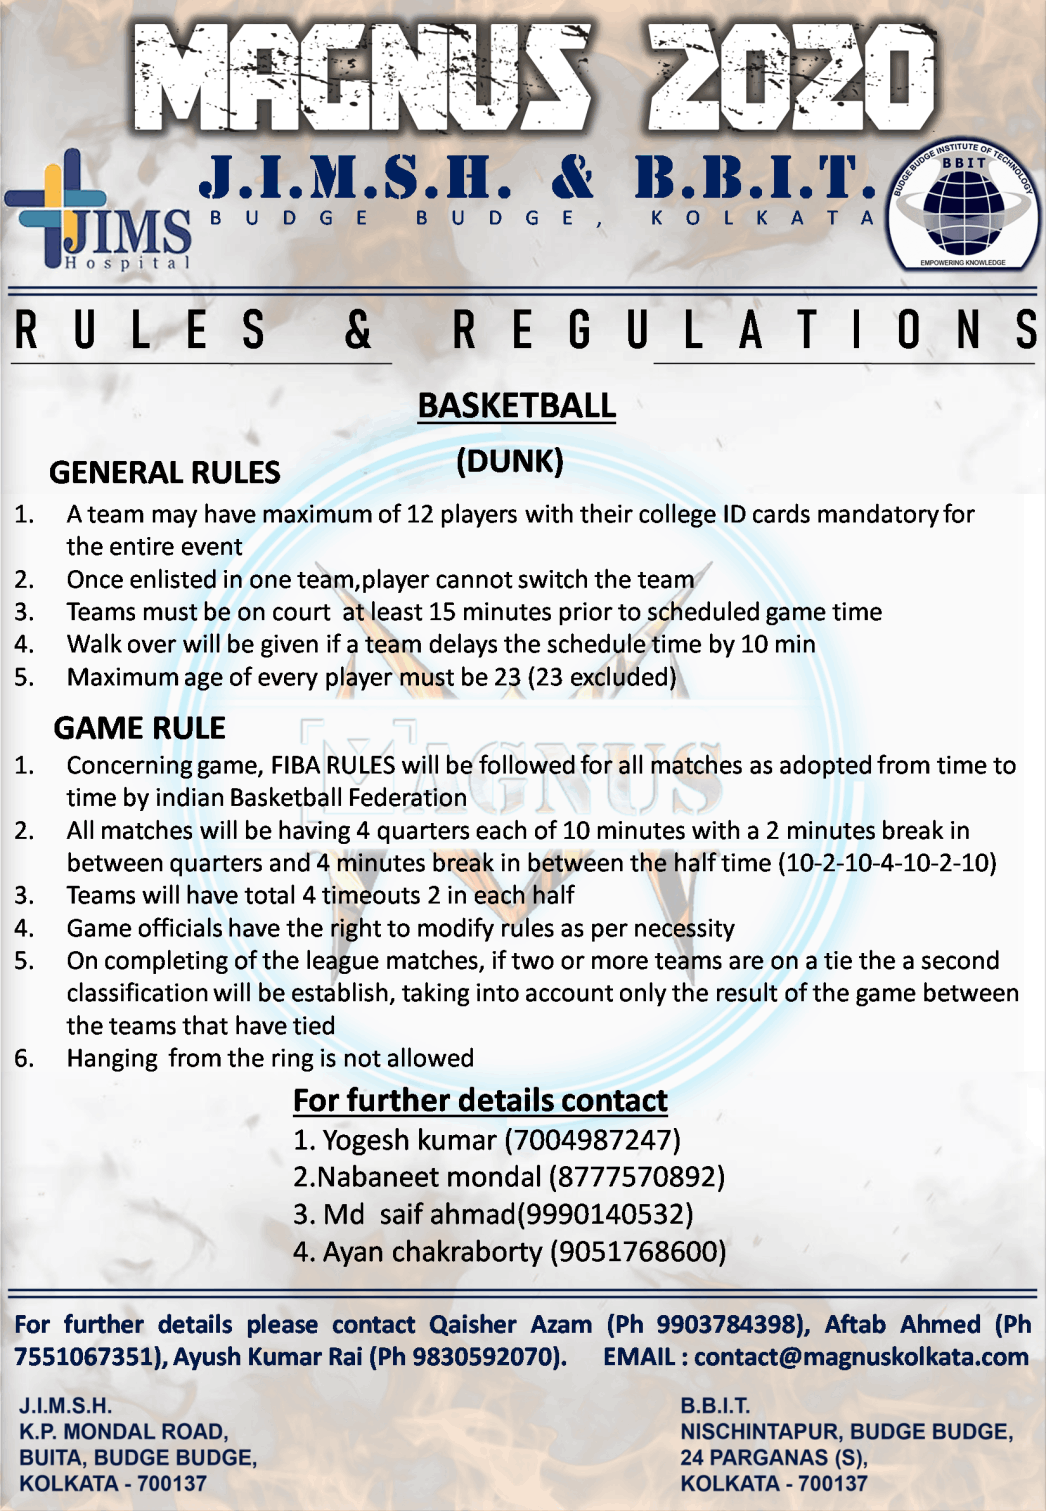 MAGNUS 2020
J.I.M.S.H. & B.B.I.T.
BUDGE BUDGE, KOLKATA
JIMS
Hospital
BUDGE BUDGE INSTITUTE OF TECHNOLOGY
BBIT
EMPOWERING KNOWLEDGE
RULES & REGULATIONS
BASKETBALL
(DUNK)
GENERAL RULES
1. A team may have maximum of 12 players with their college ID cards mandatory for
the entire event
2. Once enlisted in one team,player cannot switch the team
3. Teams must be on court at least 15 minutes prior to scheduled game time
4. Walk over will be given if a team delays the schedule time by 10 min
5. Maximum age of every player must be 23 (23 excluded)
GAME RULE
MAGNUS
1. Concerning game, FIBA RULES will be followed for all matches as adopted from time to
time by indian Basketball Federation
2. All matches will be having 4 quarters each of 10 minutes with a 2 minutes break in
between quarters and 4 minutes break in between the half time (10-2-10-4-10-2-10)
3. Teams will have total 4 timeouts 2 in each half
4. Game officials have the right to modify rules as per necessity
5. On completing of the league matches, if two or more teams are on a tie the a second
classification will be establish, taking into account only the result of the game between
the teams that have tied
6. Hanging from the ring is not allowed
For further details contact
1. Yogesh kumar (7004987247)
2.Nabaneet mondal (8777570892)
3. Md saif ahmad(9990140532)
4. Ayan chakraborty (9051768600)
For further details please contact Qaisher Azam (Ph 9903784398), Aftab Ahmed (Ph
7551067351), Ayush Kumar Rai (Ph 9830592070). EMAIL : contact@magnuskolkata.com
J.I.M.S.H.
K.P. MONDAL ROAD,
BUITA, BUDGE BUDGE,
KOLKATA - 700137
B.B.I.T.
NISCHINTAPUR, BUDGE BUDGE,
24 PARGANAS (S),
KOLKATA - 700137